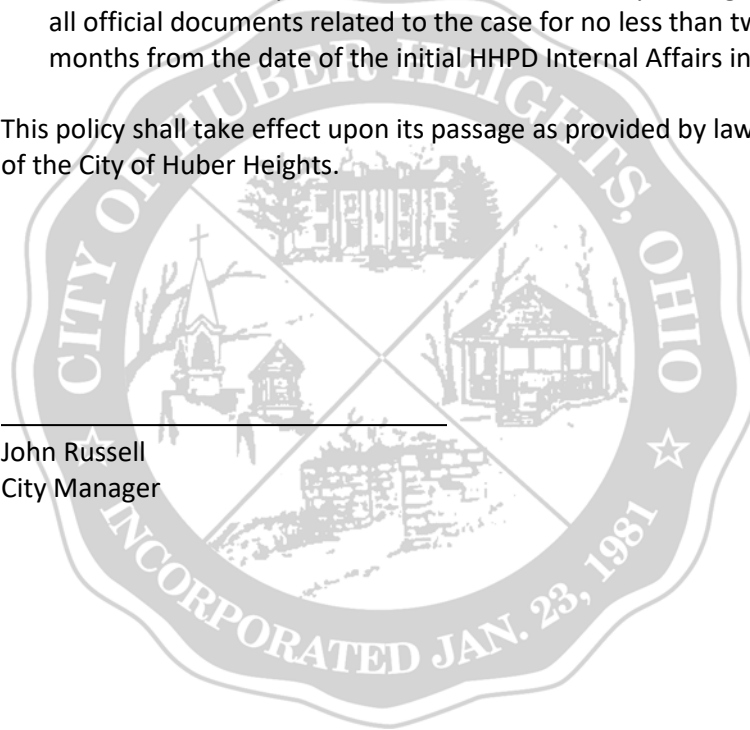 all official documents related to the case for no less than
months from the date of the initial HHPD Internal Affairs
This policy shall take effect upon its passage as provided by law
of the City of Huber Heights.
CITY OF HUBER HEIGHTS, OHIO
John Russell
City Manager
INCORPORATED JAN. 23, 1981